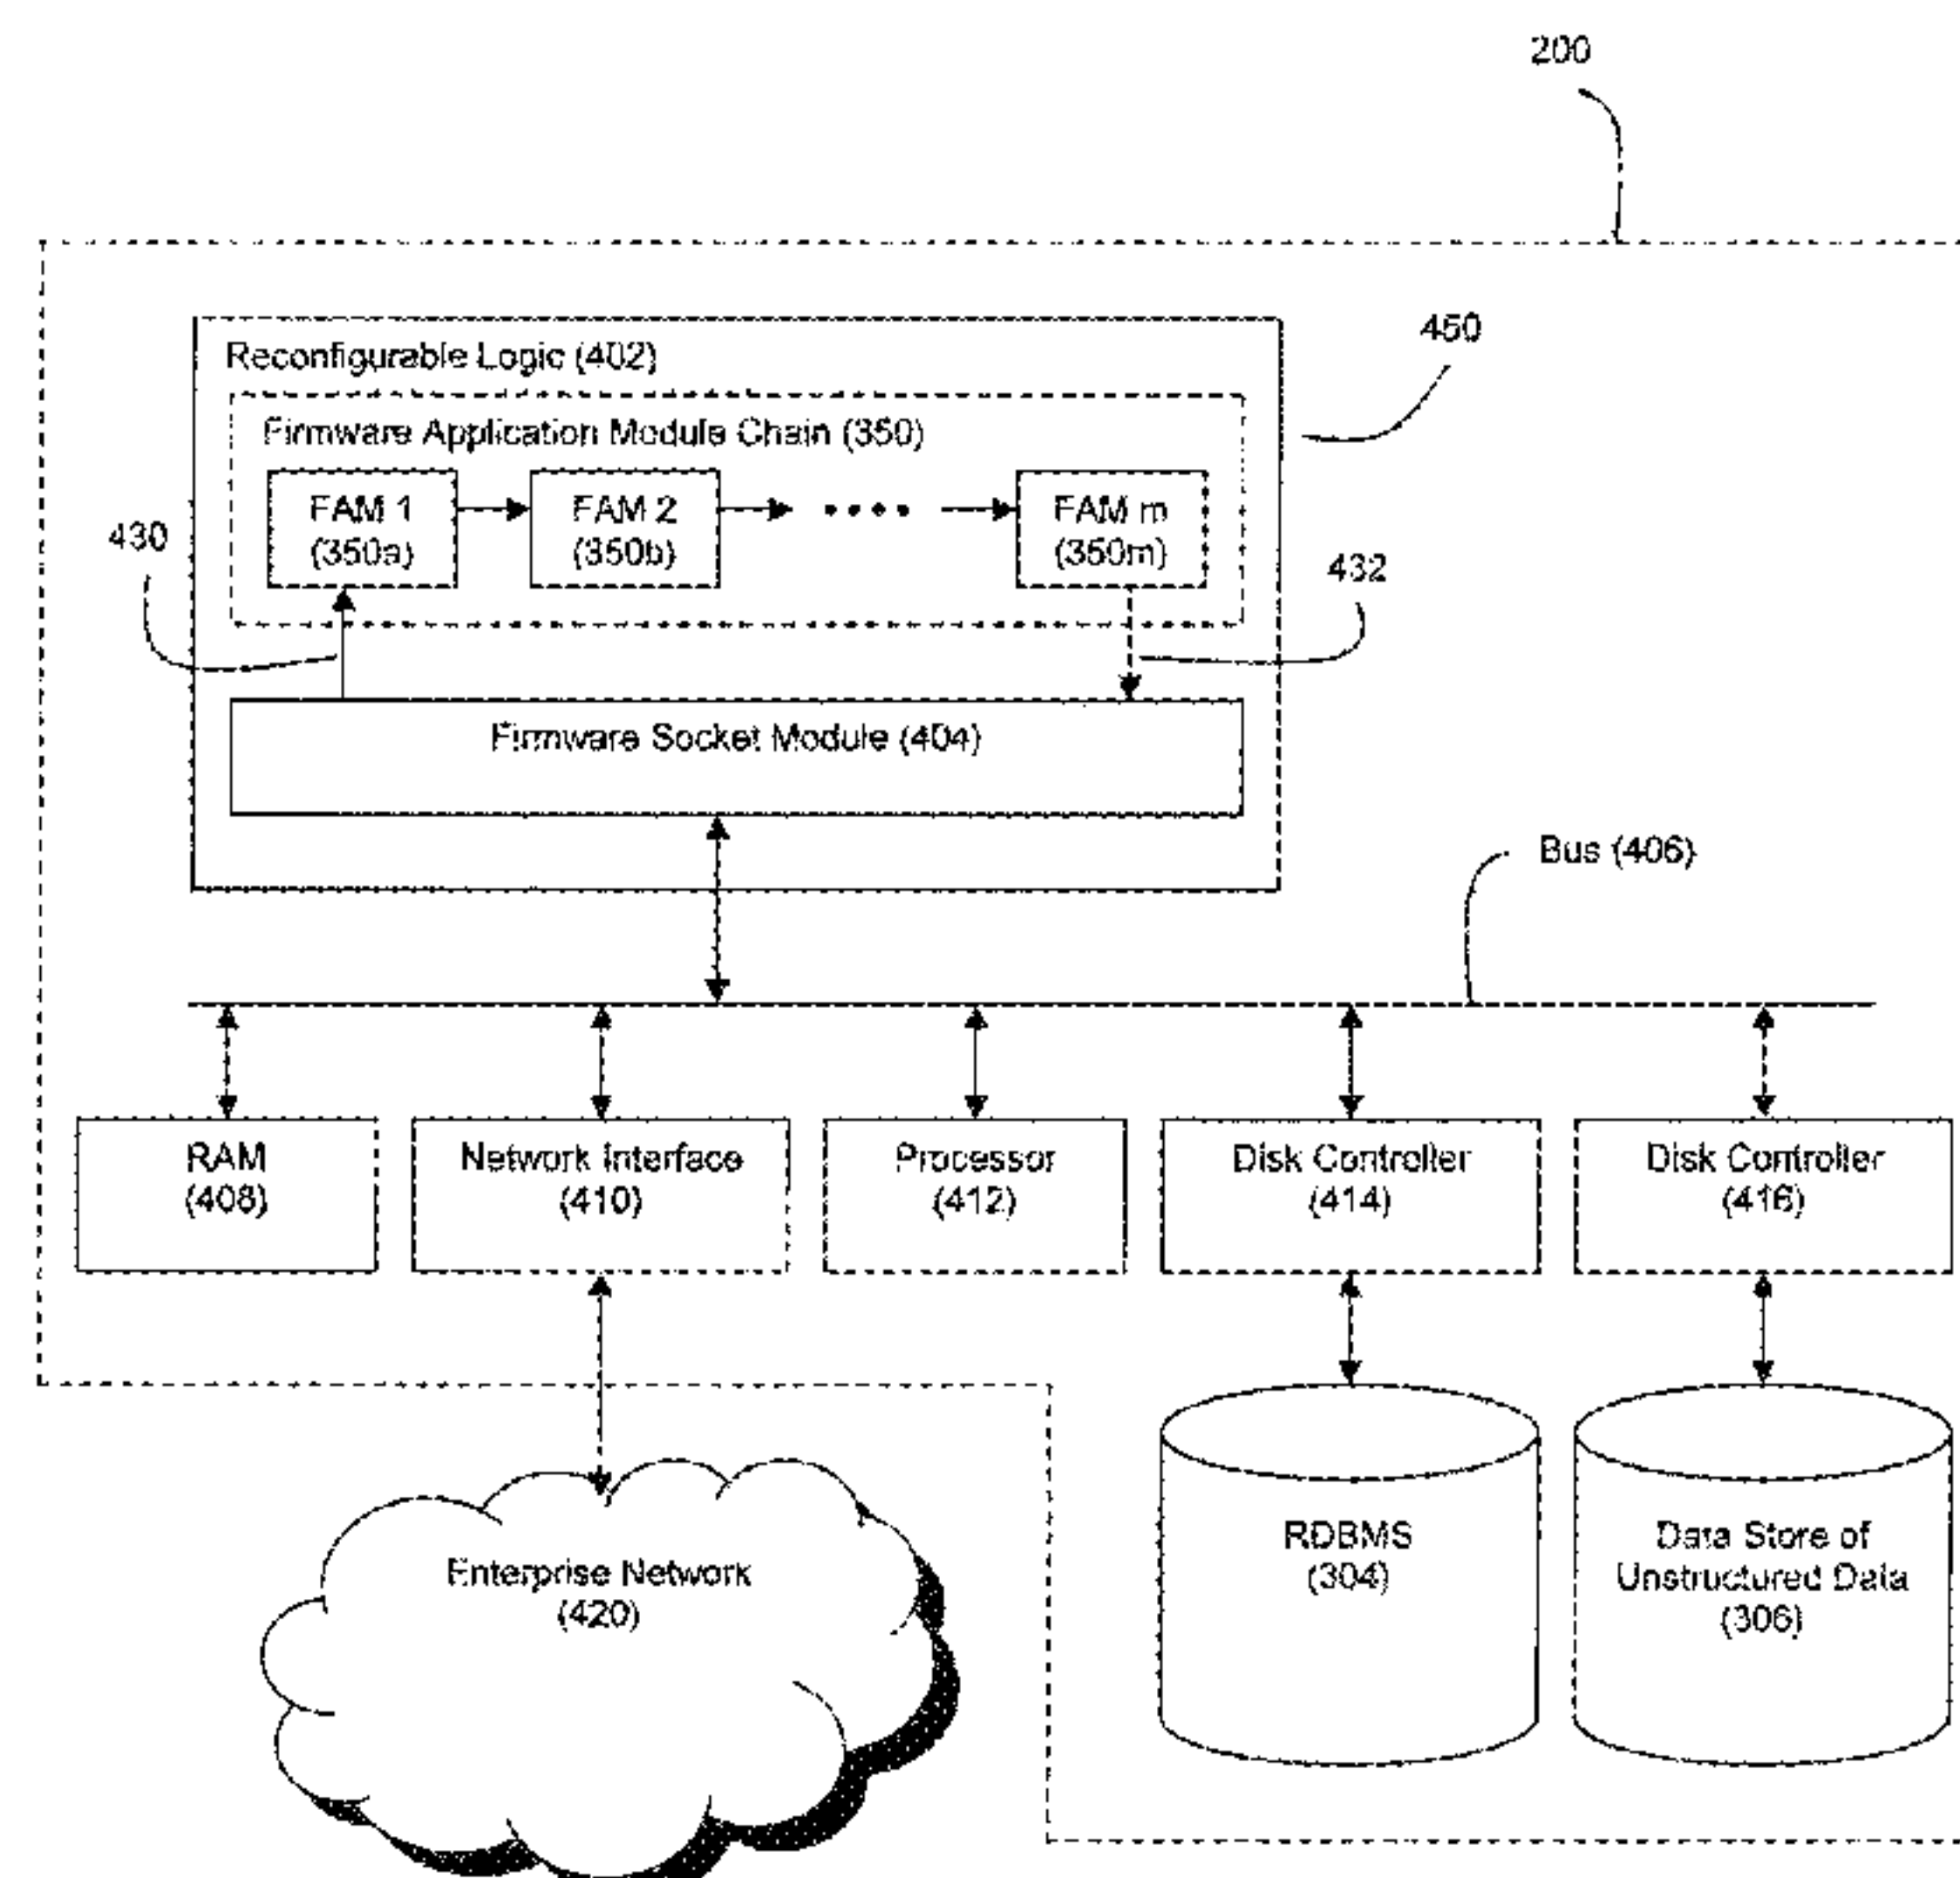 200
450
Reconfigurable Logic (402)
Firmware Application Module Chain (350)
FAM 1
(350a)
FAM 2
(350b)
FAM m
(350m)
430
432
Firmware Socket Module (404)
Bus (406)
RAM
(408)
Network Interface
(410)
Processor
(412)
Disk Controller
(414)
Disk Controller
(416)
Enterprise Network
(420)
RDBMS
(304)
Data Store of
Unstructured Data
(306)